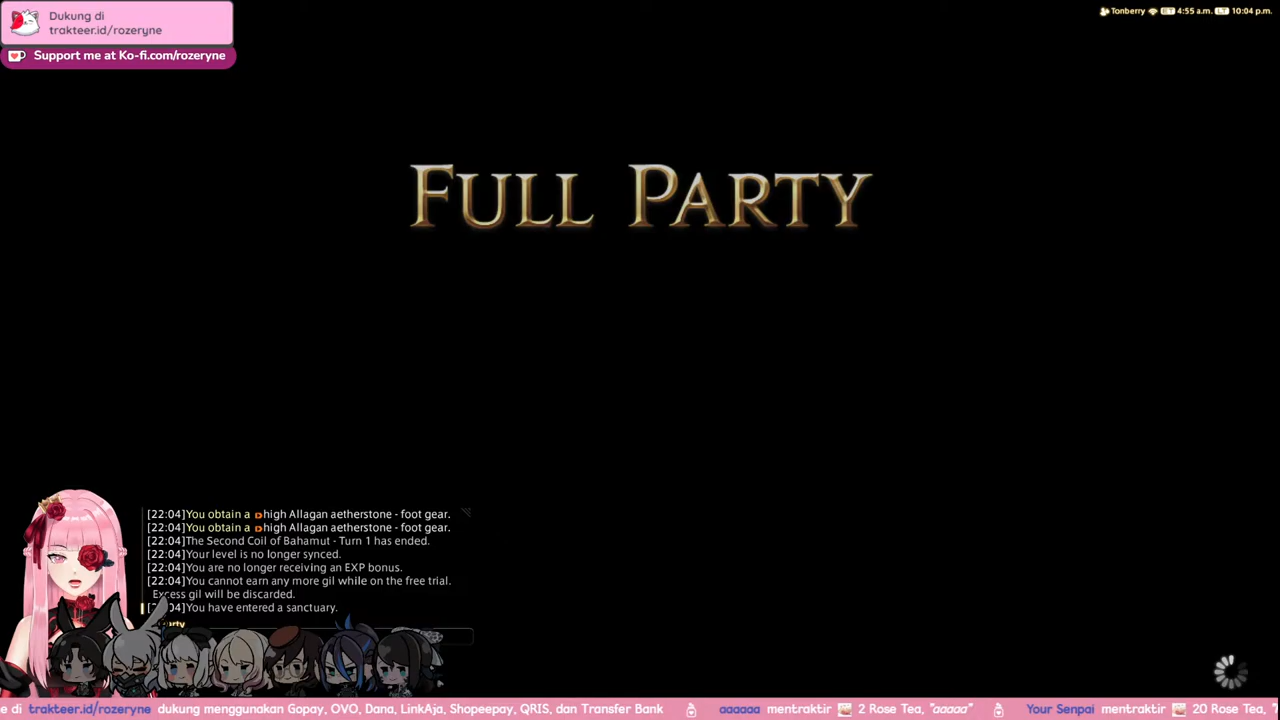 Dukung di
trakteer.id/rozeryne
Support me at Ko-fi.com/rozeryne
Tonberry ET 4:55 a.m. LT 10:04 p.m.
FULL PARTY
[22:04]You obtain a high Allagan aetherstone - foot gear.
[22:04]You obtain a high Allagan aetherstone - foot gear.
[22:04]The Second Coil of Bahamut - Turn 1 has ended.
[22:04]Your level is no longer synced.
[22:04]You are no longer receiving an EXP bonus.
[22:04]You cannot earn any more gil while on the free trial.
Excess gil will be discarded.
04]You have entered a sanctuary.
arty
e di trakteer.id/rozeryne dukung menggunakan Gopay, OVO, Dana, LinkAja, Shopeepay, QRIS, dan Transfer Bank aaaaaa mentraktir 2 Rose Tea, "aaaaa" Your Senpai mentraktir 20 Rose Tea, "